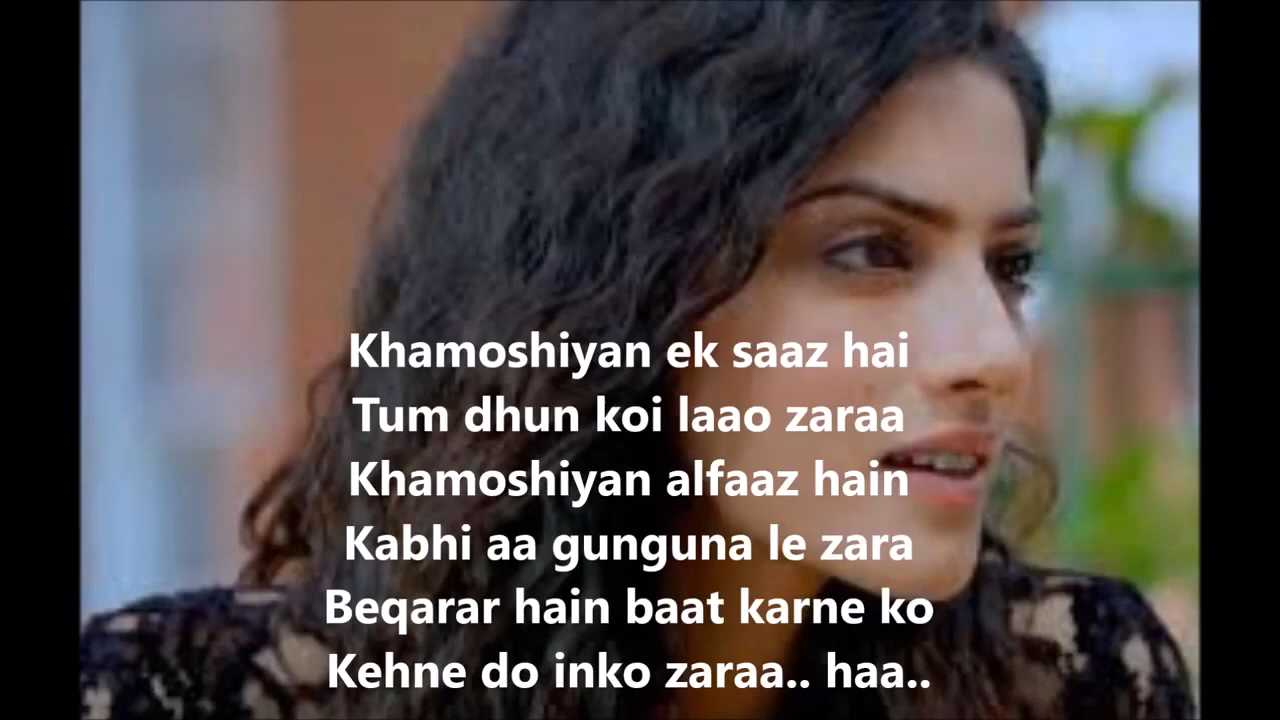 Khamoshiyan ek saaz hai
Tum dhun koi laao zaraa
Khamoshiyan alfaaz hain
Kabhi aa gunguna le zara
Beqarar hain baat karne ko
Kehne do inko zaraa.. haa..